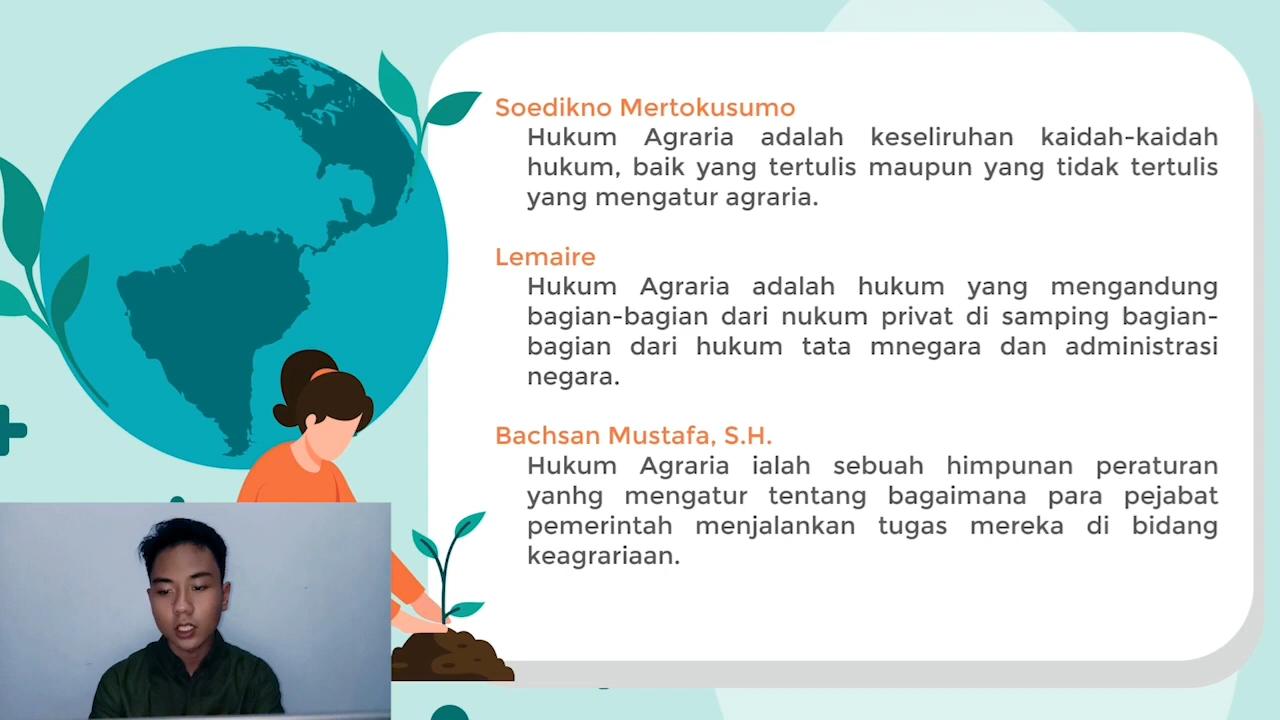 Soedikno Mertokusumo
Hukum Agraria adalah keseliruhan kaidah-kaidah
hukum, baik yang tertulis maupun yang tidak tertulis
yang mengatur agraria.
Lemaire
Hukum Agraria adalah hukum yang mengandung
bagian-bagian dari nukum privat di samping bagian-
bagian dari hukum tata mnegara dan administrasi
negara.
Bachsan Mustafa, S.H.
Hukum Agraria ialah sebuah himpunan peraturan
yanhg mengatur tentang bagaimana para pejabat
pemerintah menjalankan tugas mereka di bidang
keagrariaan.